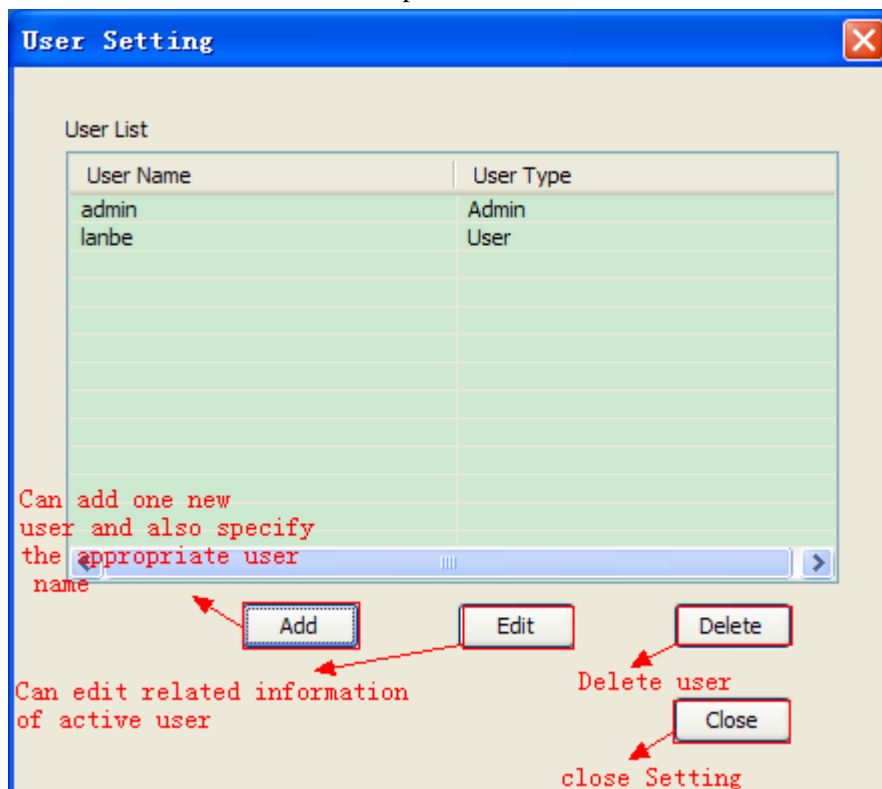 User Setting
User List
User Name User Type
admin Admin
lanbe User
Can add one new
user and also specify
the appropriate user
name
Add Edit Delete
Can edit related information
of active user
Delete user
Close
close Setting